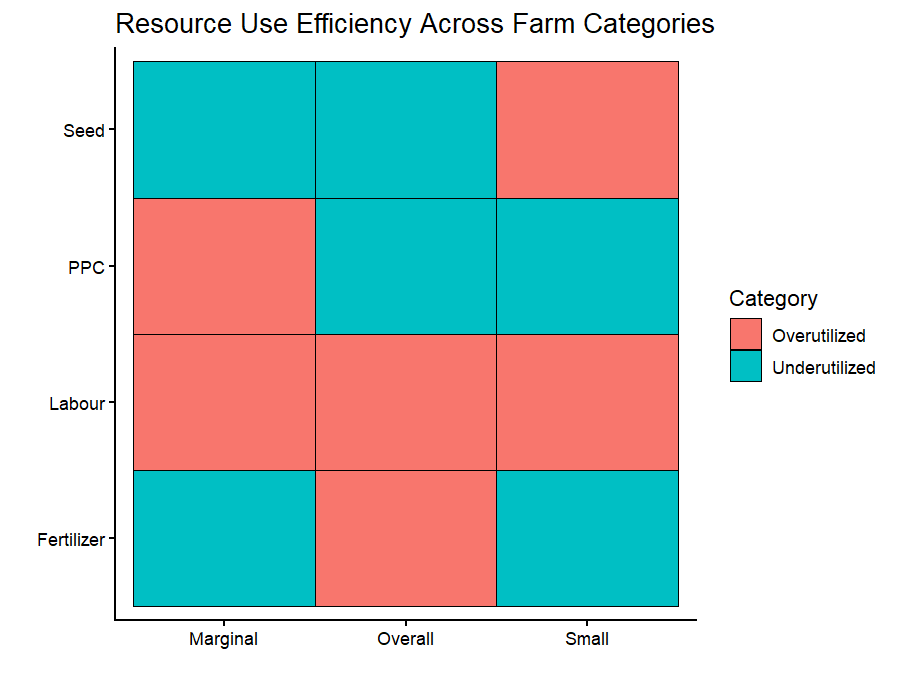 Resource Use Efficiency Across Farm Categories
Seed
PPC
Labour
Fertilizer
Marginal
Overall
Small
Category
Overutilized
Underutilized